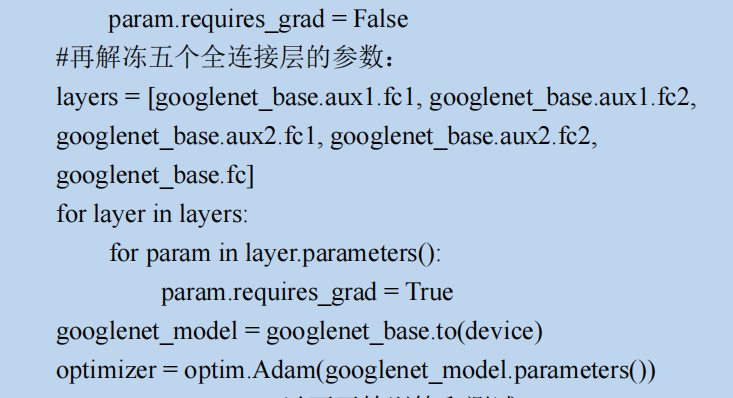 param.requires_grad = False
#再解冻五个全连接层的参数：
layers = [googlenet_base.aux1.fc1, googlenet_base.aux1.fc2,
googlenet_base.aux2.fc1, googlenet_base.aux2.fc2,
googlenet_base.fc]
for layer in layers:
for param in layer.parameters():
param.requires_grad = True
googlenet_model = googlenet_base.to(device)
optimizer = optim.Adam(googlenet_model.parameters())